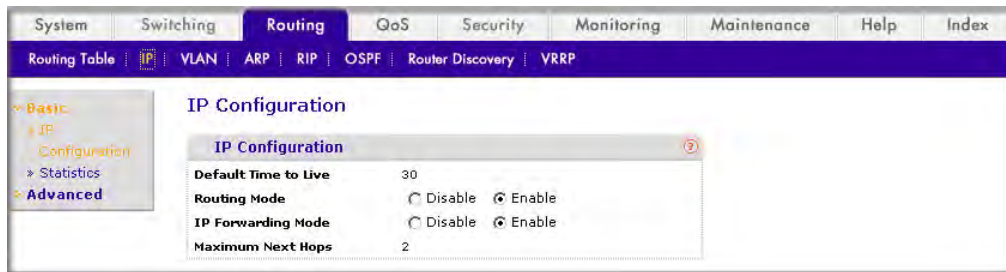 System Switching Routing QoS Security Monitoring Maintenance Help Index
Routing Table IP VLAN ARP RIP OSPF Router Discovery VRRP
Basic
» IP
Configuration
» Statistics
Advanced
IP Configuration
IP Configuration ?
Default Time to Live 30
Routing Mode Disable Enable
IP Forwarding Mode Disable Enable
Maximum Next Hops 2